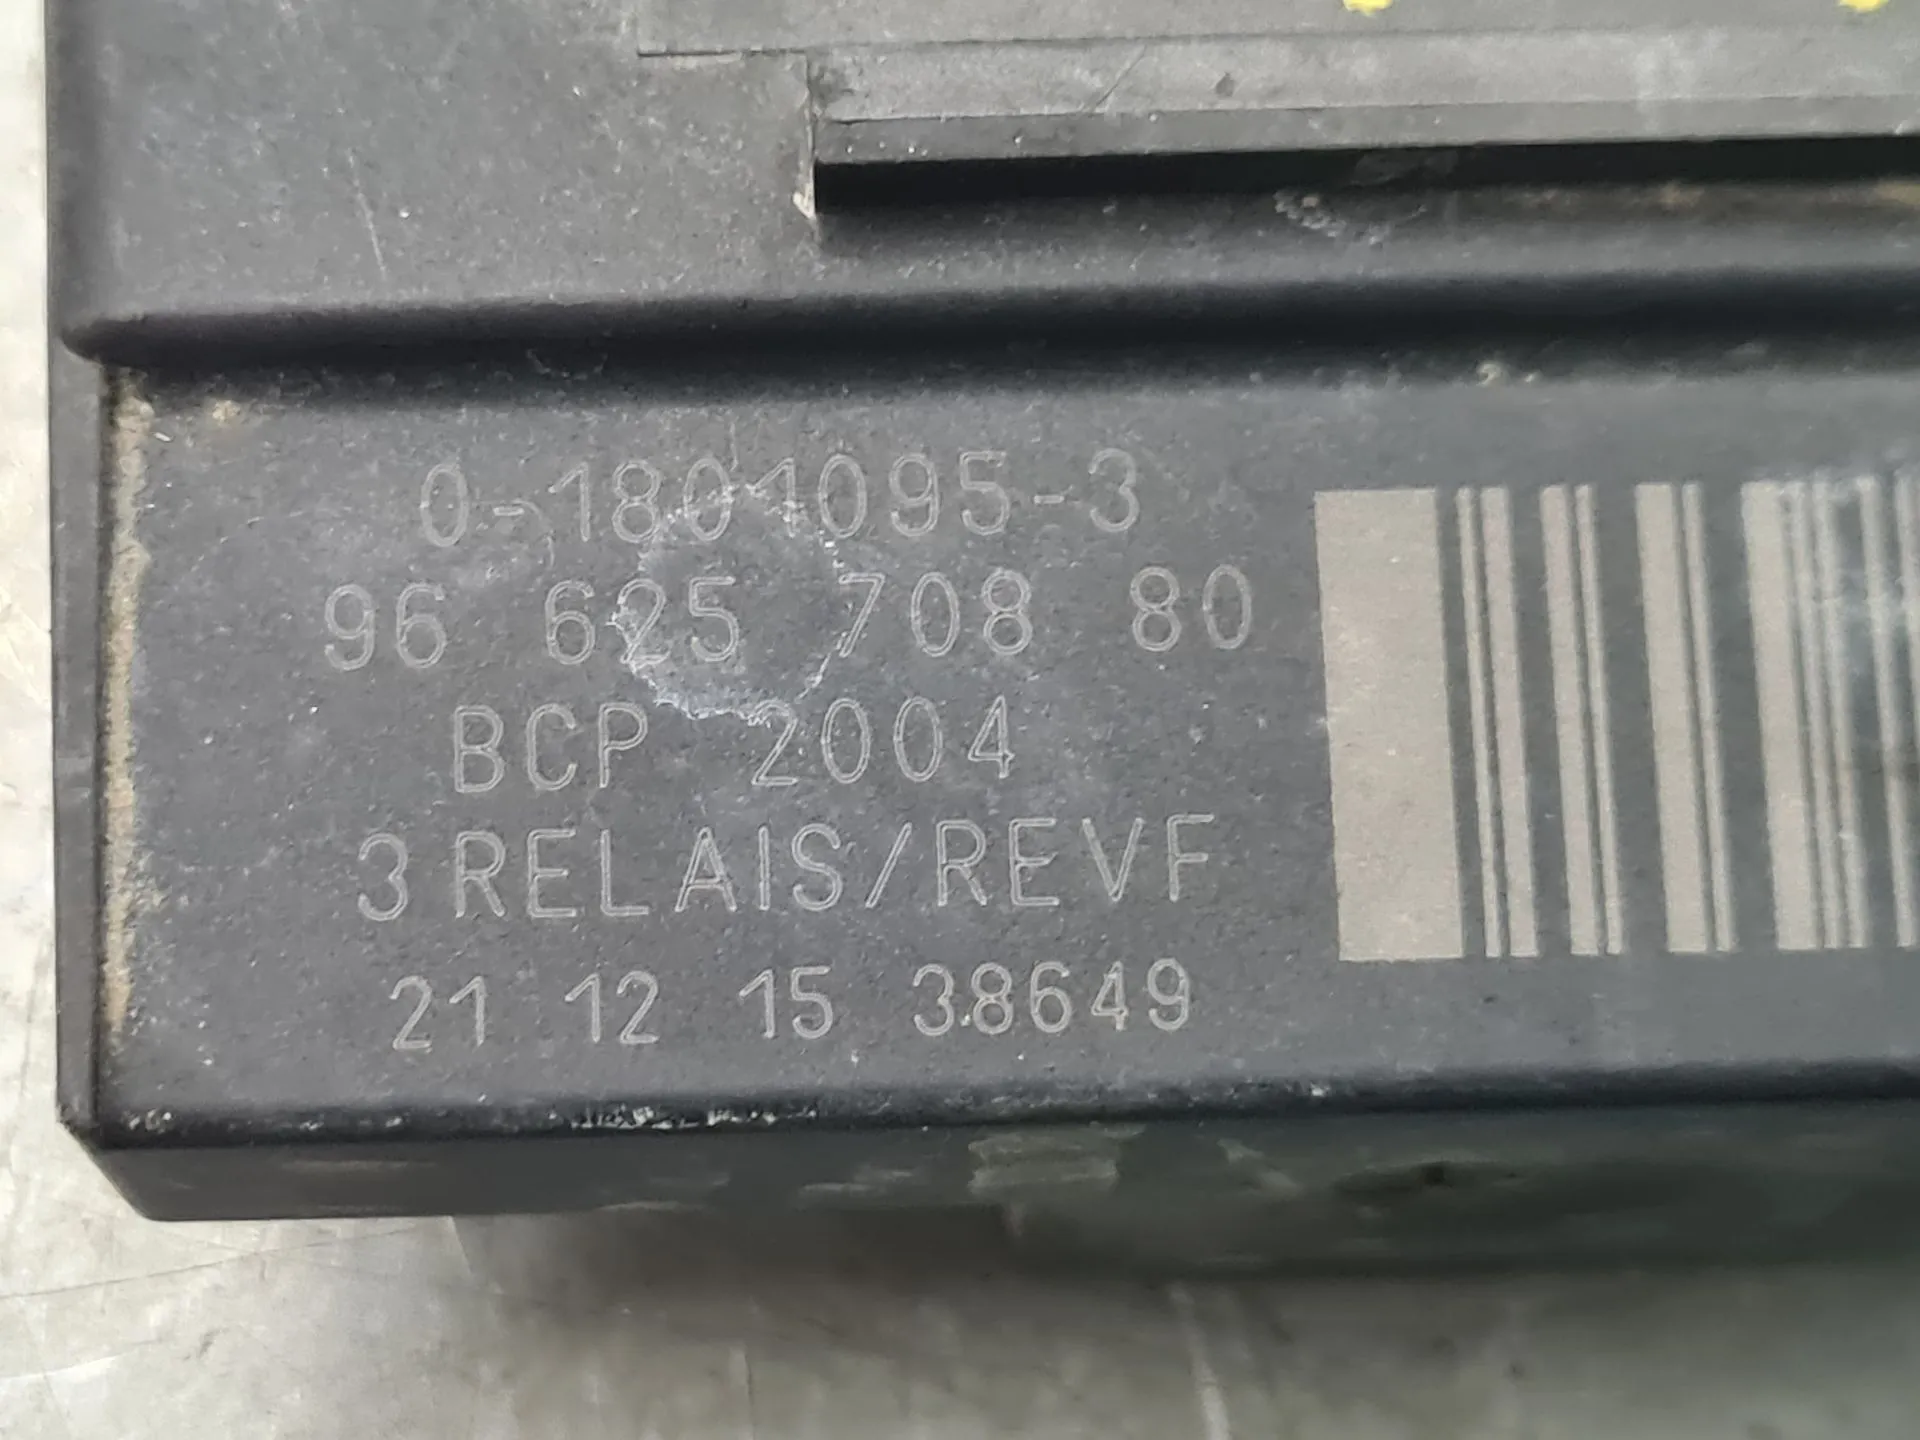 0-1801095-3
96 625 708 80
BCP 2004
3 RELAIS/REVF
21 12 15 38649